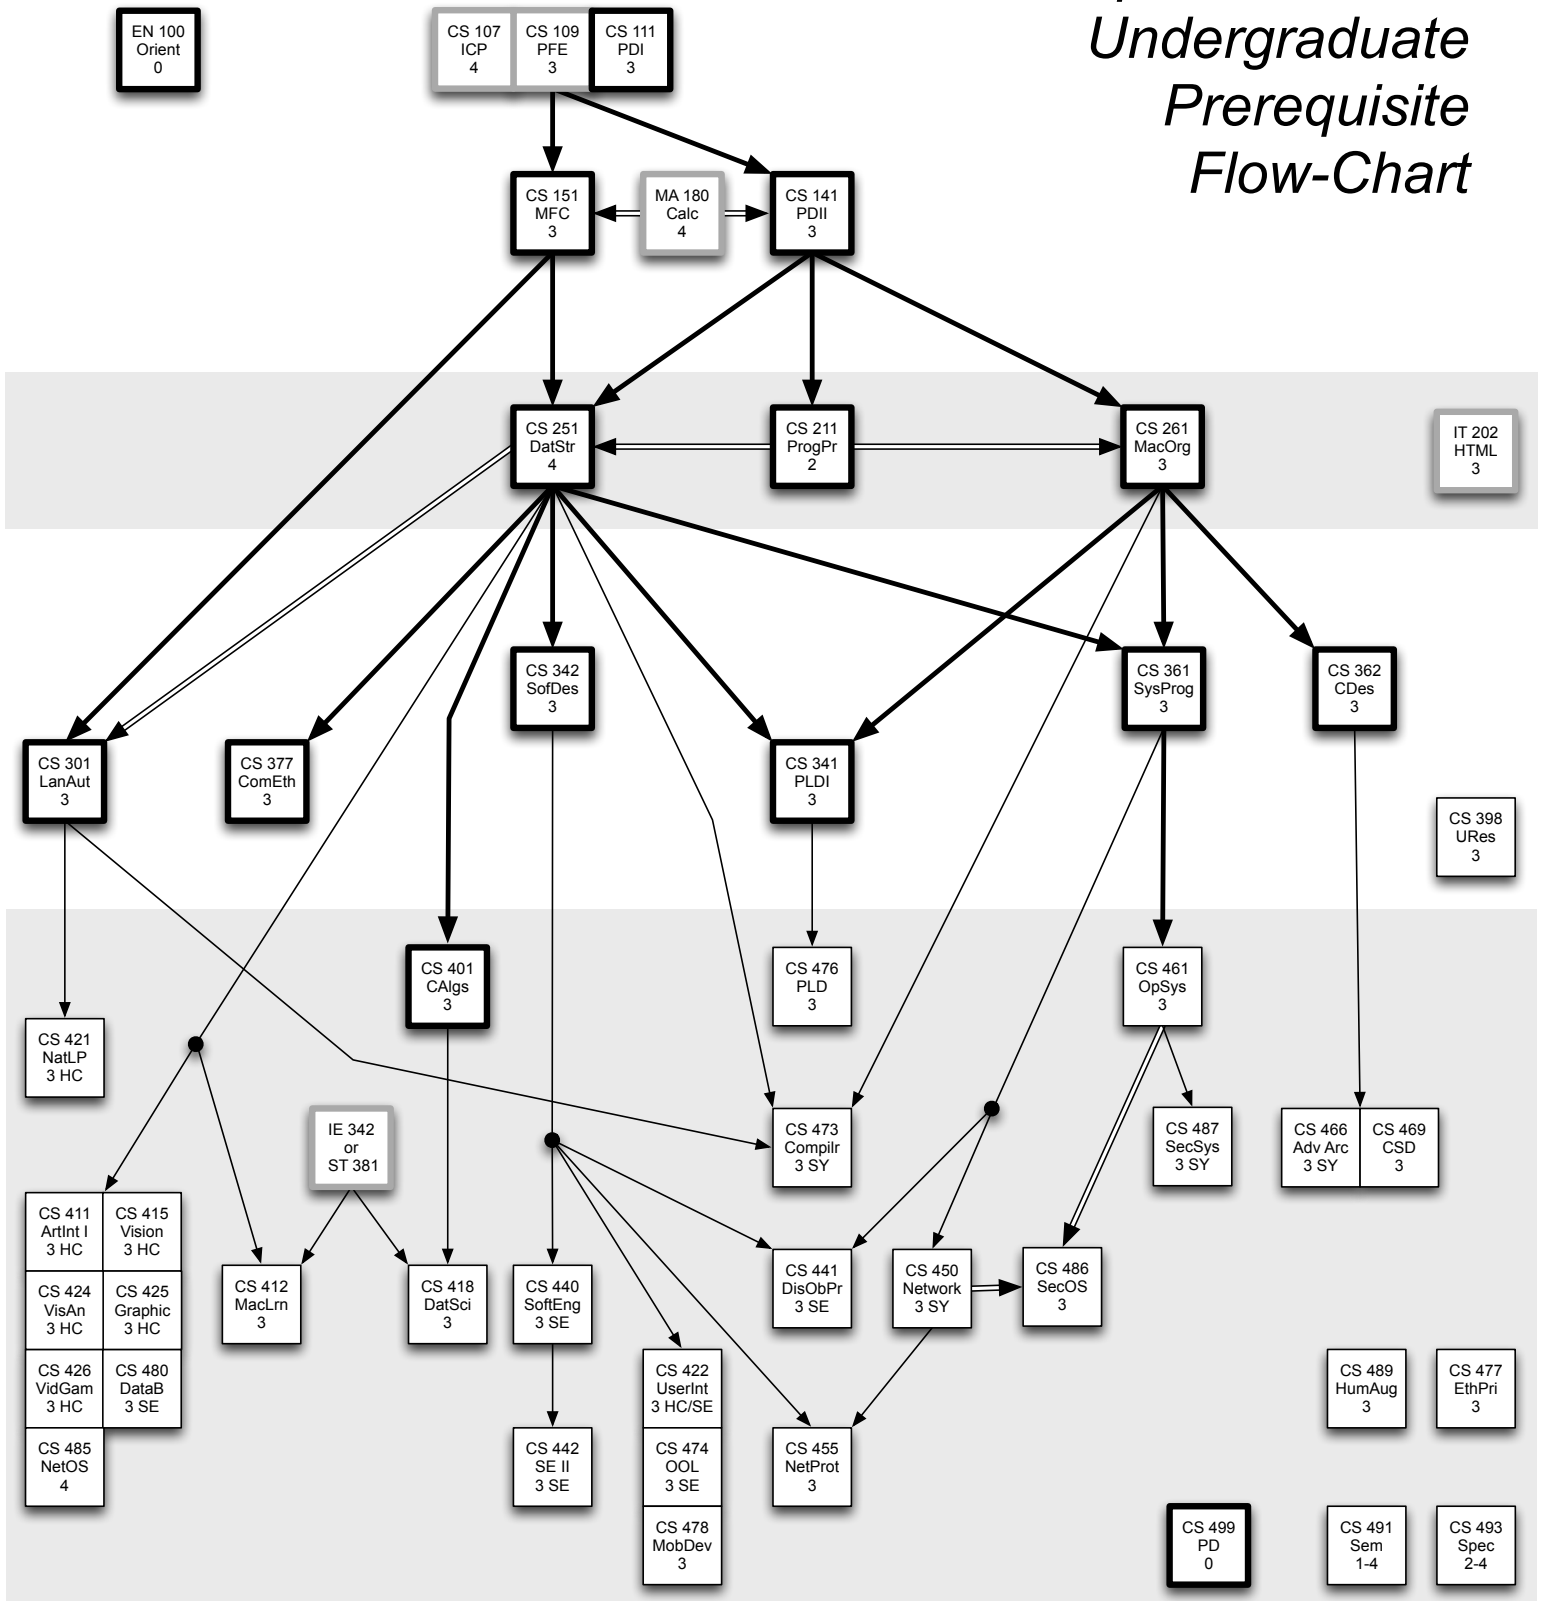 Undergraduate
Prerequisite
Flow-Chart
EN 100
Orient
0
CS 107
ICP
4
CS 109
PFE
3
CS 111
PDI
3
CS 151
MFC
3
MA 180
Calc
4
CS 141
PDII
3
CS 251
DatStr
4
CS 211
ProgPr
2
CS 261
MacOrg
3
IT 202
HTML
3
CS 342
SofDes
3
CS 361
SysProg
3
CS 362
CDes
3
CS 301
LanAut
3
CS 377
ComEth
3
CS 341
PLDI
3
CS 398
URes
3
CS 401
CAlgs
3
CS 476
PLD
3
CS 461
OpSys
3
CS 421
NatLP
3 HC
IE 342
or
ST 381
CS 473
Compilr
3 SY
CS 487
SecSys
3 SY
CS 466
Adv Arc
3 SY
CS 469
CSD
3
CS 411
ArtInt I
3 HC
CS 415
Vision
3 HC
CS 424
VisAn
3 HC
CS 425
Graphic
3 HC
CS 426
VidGam
3 HC
CS 480
DataB
3 SE
CS 485
NetOS
4
CS 412
MacLrn
3
CS 418
DatSci
3
CS 440
SoftEng
3 SE
CS 441
DisObPr
3 SE
CS 450
Network
3 SY
CS 486
SecOS
3
CS 422
UserInt
3 HC/SE
CS 474
OOL
3 SE
CS 478
MobDev
3
CS 442
SE II
3 SE
CS 455
NetProt
3
CS 489
HumAug
3
CS 477
EthPri
3
CS 499
PD
0
CS 491
Sem
1-4
CS 493
Spec
2-4